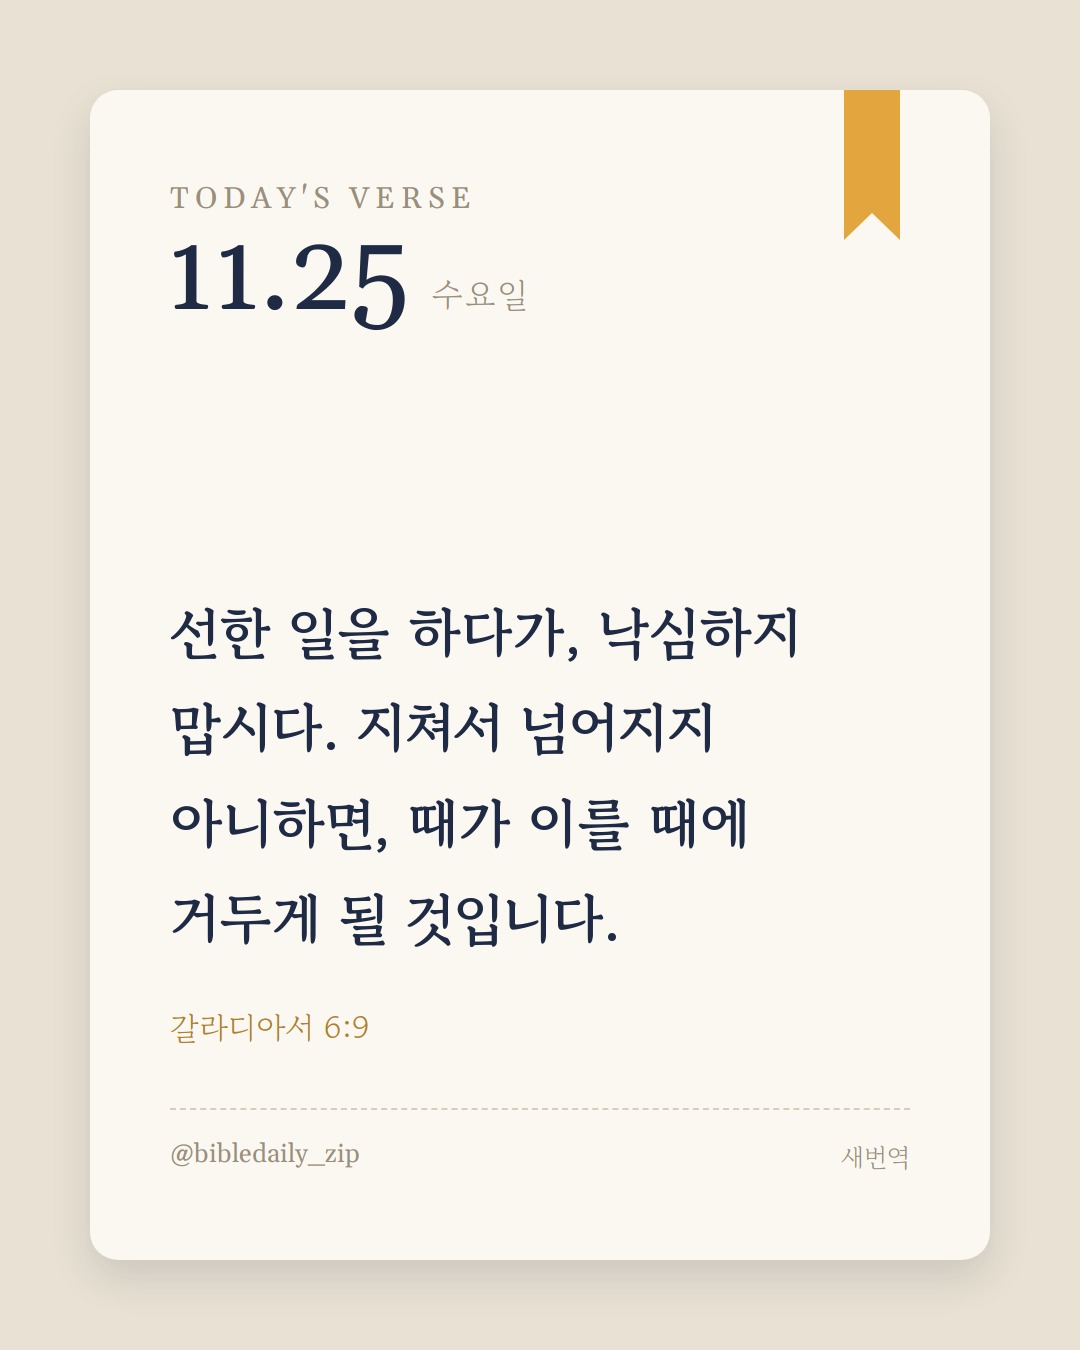 TODAY'S VERSE
11.25 수요일
선한 일을 하다가, 낙심하지
맙시다. 지쳐서 넘어지지
아니하면, 때가 이를 때에
거두게 될 것입니다.
갈라디아서 6:9
@bibledaily_zip 새번역